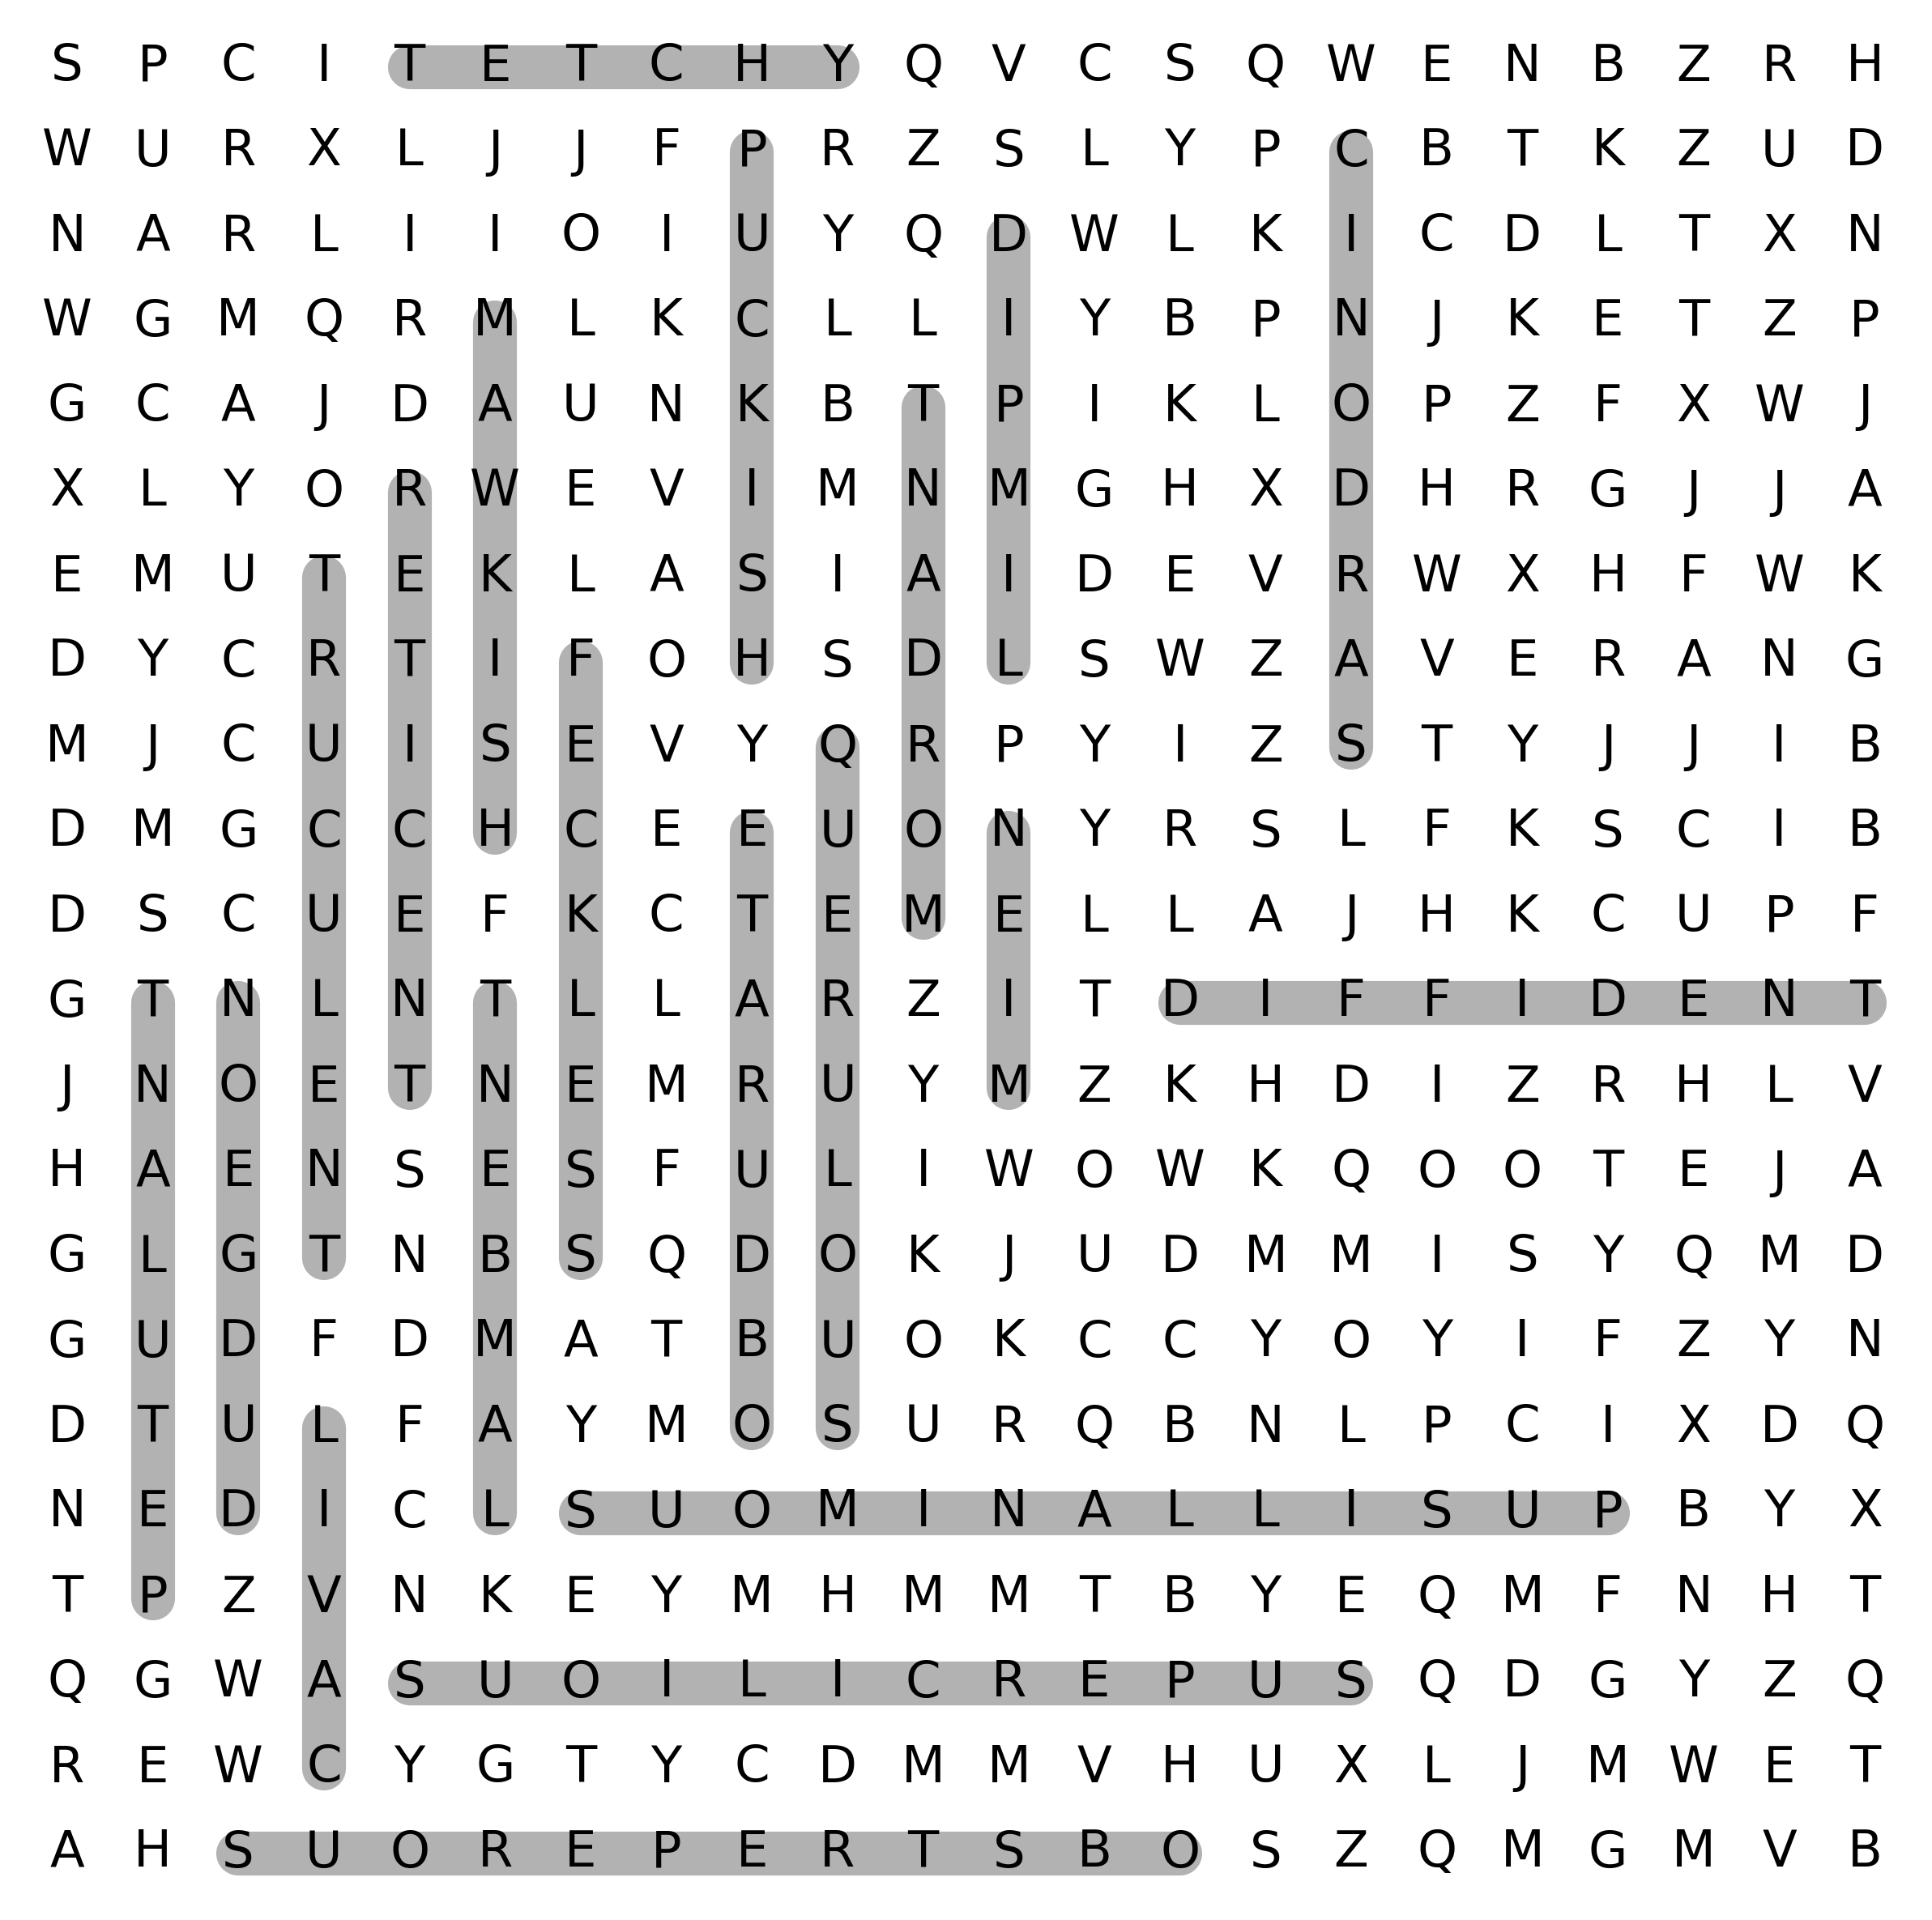 S P C I T E T C H Y Q V C S Q W E N B Z R H
W U R X L J J F P R Z S L Y P C B T K Z U D
N A R L I I O I U Y Q D W L K I C D L T X N
W G M Q R M L K C L L I Y B P N J K E T Z P
G C A J D A U N K B T P I K L O P Z F X W J
X L Y O R W E V I M N M G H X D H R G J J A
E M U T E K L A S I A I D E V R W X H F W K
D Y C R T I F O H S D L S W Z A V E R A N G
M J C U I S E V Y Q R P Y I Z S T Y J J I B
D M G C C H C E E U O N Y R S L F K S C I B
D S C U E F K C T E M E L L A J H K C U P F
G T N L N T L L A R Z I T D I F F I D E N T
J N O E T N E M R U Y M Z K H D I Z R H L V
H A E N S E S F U L I W O W K Q O O T E J A
G L G T N B S Q D O K J U D M M I S Y Q M D
G U D F D M A T B U O K C C Y O Y I F Z Y N
D T U L F A Y M O S U R Q B N L P C I X D Q
N E D I C L S U O M I N A L L I S U P B Y X
T P Z V N K E Y M H M M T B Y E Q M F N H T
Q G W A S U O I L I C R E P U S Q D G Y Z Q
R E W C Y G T Y C D M M V H U X L J M W E T
A H S U O R E P E R T S B O S Z Q M G M V B